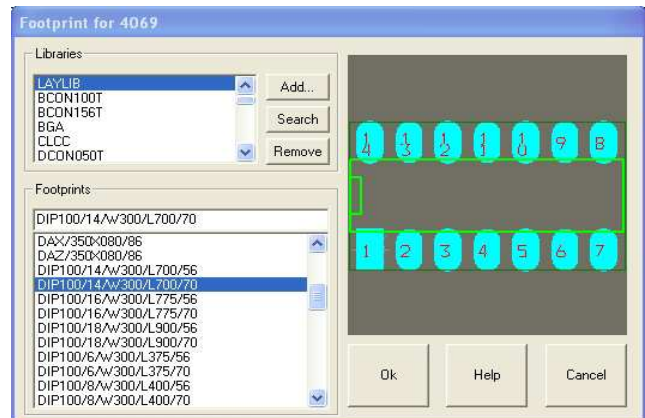 Footprint for 4069
Libraries
LAYLIB
BCON100T
BCON156T
BGA
CLCC
DCON050T
Add...
Search
Remove
Footprints
DIP100/14/W300/L700/70
DAX/350X080/86
DAZ/350X080/86
DIP100/14/W300/L700/56
DIP100/14/W300/L700/70
DIP100/16/W300/L775/56
DIP100/16/W300/L775/70
DIP100/18/W300/L900/56
DIP100/18/W300/L900/70
DIP100/6/W300/L375/56
DIP100/6/W300/L375/70
DIP100/8/W300/L400/56
DIP100/8/W300/L400/70
14 13 12 11 10 9 8
1 2 3 4 5 6 7
Ok
Help
Cancel